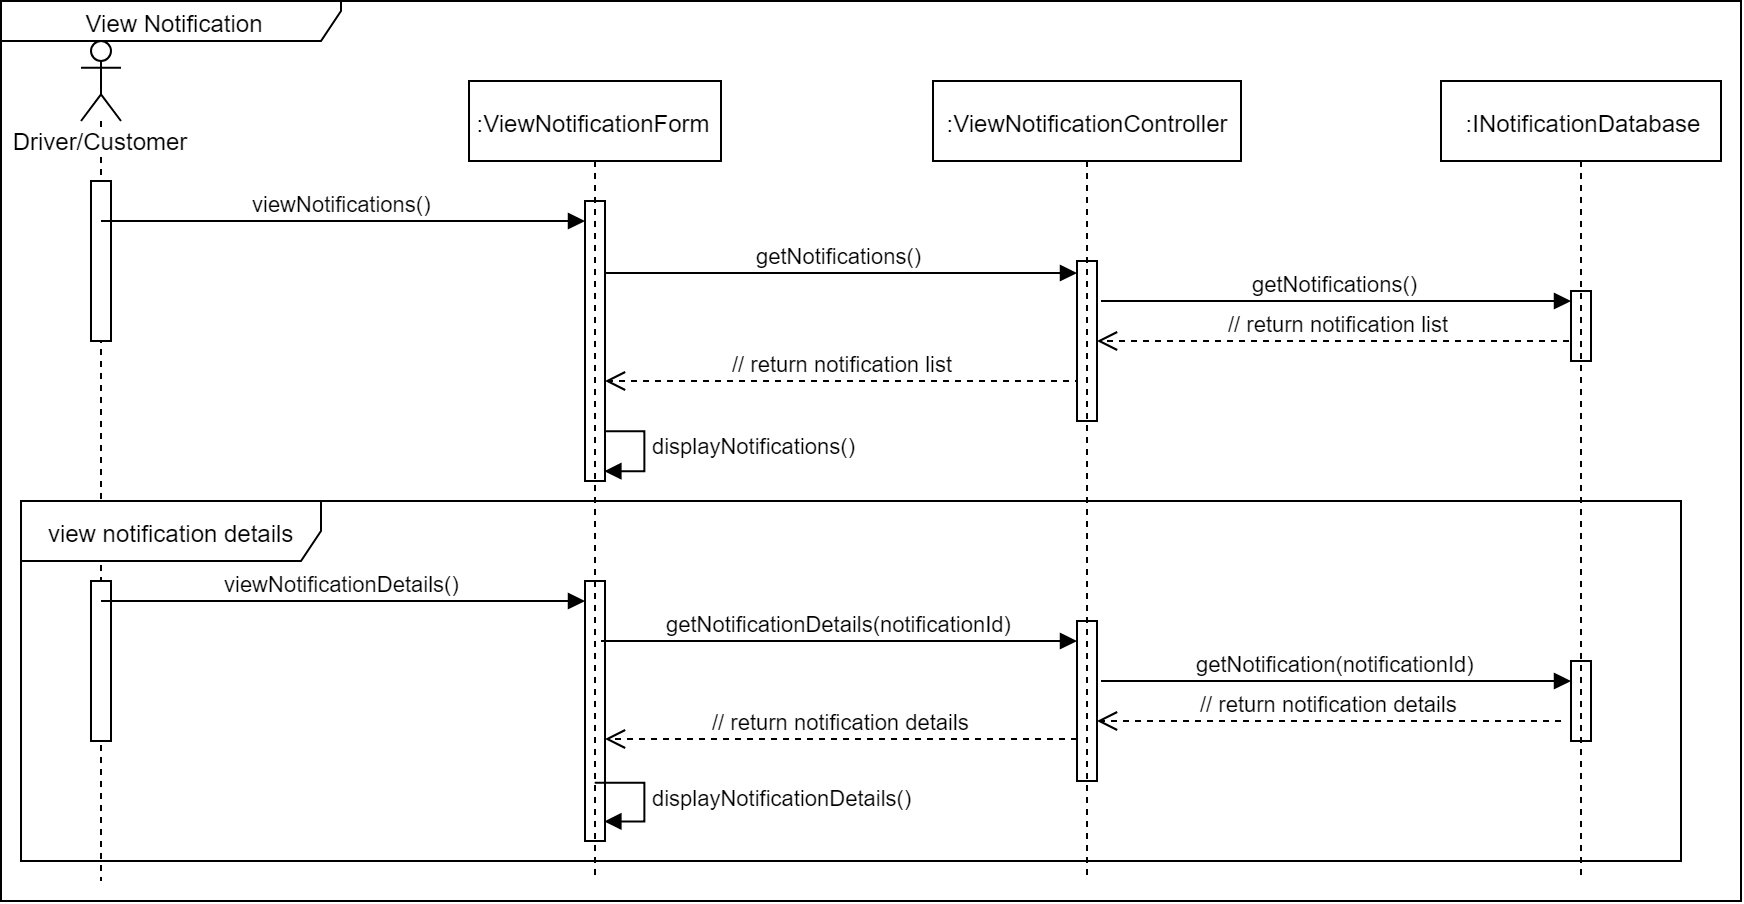 View Notification
Driver/Customer
:ViewNotificationForm
:ViewNotificationController
:INotificationDatabase
viewNotifications()
getNotifications()
getNotifications()
// return notification list
// return notification list
displayNotifications()
view notification details
viewNotificationDetails()
getNotificationDetails(notificationId)
getNotification(notificationId)
// return notification details
// return notification details
displayNotificationDetails()